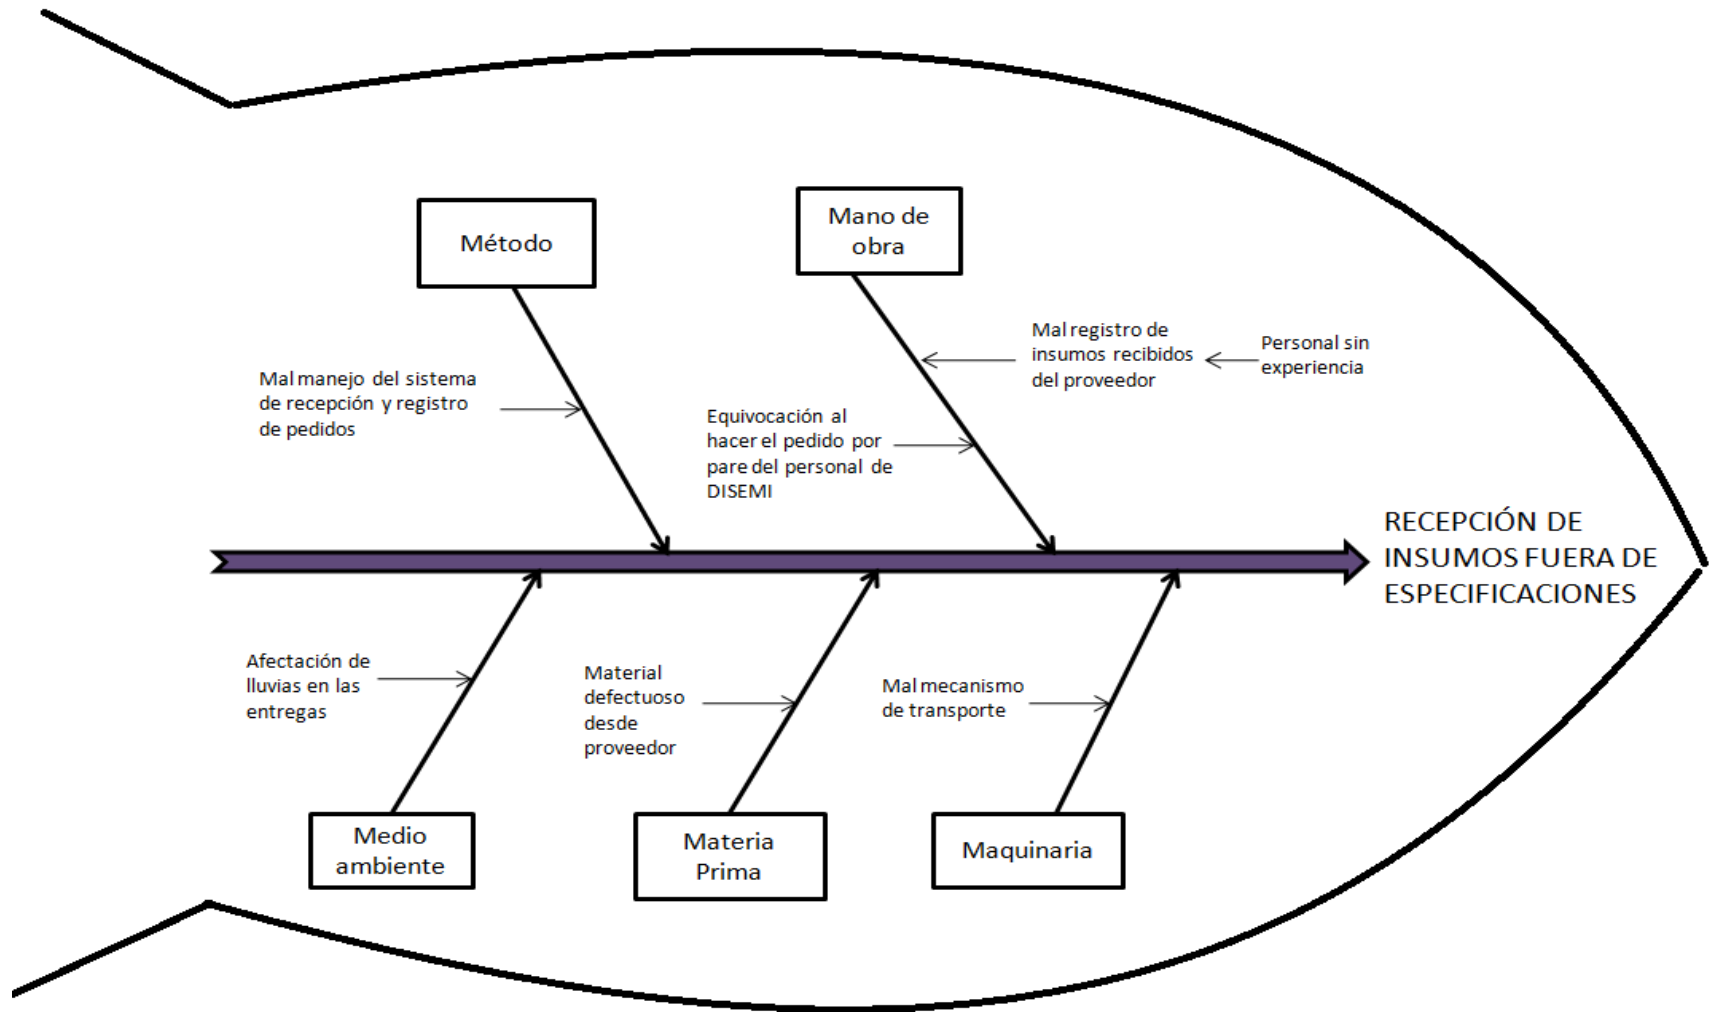 Método
Mano de
obra
Mal manejo del sistema
de recepción y registro
de pedidos
Mal registro de
insumos recibidos
del proveedor
Personal sin
experiencia
Equivocación al
hacer el pedido por
pare del personal de
DISEMI
RECEPCIÓN DE
INSUMOS FUERA DE
ESPECIFICACIONES
Afectación de
lluvias en las
entregas
Material
defectuoso
desde
proveedor
Mal mecanismo
de transporte
Medio
ambiente
Materia
Prima
Maquinaria